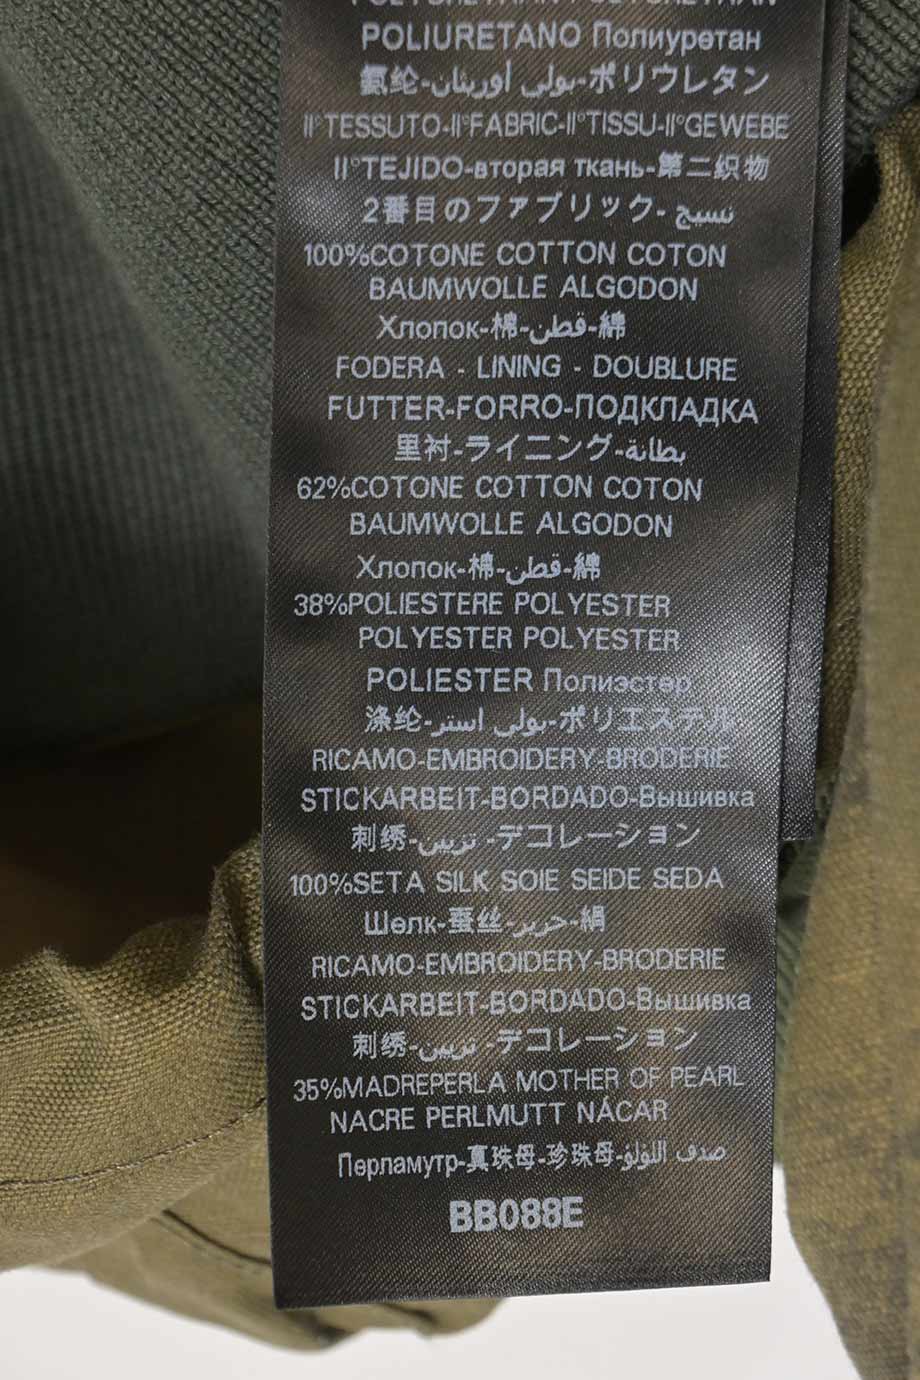 POLIURETANO Полиуретан
氨纶-بولي أوريثان-ポリウレタン
II°TESSUTO-II°FABRIC-II°TISSU-II°GEWEBE
II°TEJIDO-вторая ткань-第二织物
2番目のファブリック-نسيج
100%COTONE COTTON COTON
BAUMWOLLE ALGODON
Хлопок-棉-قطن-綿
FODERA - LINING - DOUBLURE
FUTTER-FORRO-ПОДКЛАДКА
里衬-ライニング-بطانة
62%COTONE COTTON COTON
BAUMWOLLE ALGODON
Хлопок-棉-قطن-綿
38%POLIESTERE POLYESTER
POLYESTER POLYESTER
POLIESTER Полиэстер
涤纶-بولي استر-ポリエステル
RICAMO-EMBROIDERY-BRODERIE
STICKARBEIT-BORDADO-Вышивка
刺绣-تزيين-デコレーション
100%SETA SILK SOIE SEIDE SEDA
Шелк-蚕丝-حرير-絹
RICAMO-EMBROIDERY-BRODERIE
STICKARBEIT-BORDADO-Вышивка
刺绣-تزيين-デコレーション
35%MADREPERLA MOTHER OF PEARL
NACRE PERLMUTT NÁCAR
Перламутр-真珠母-珍珠母-صدف اللؤلؤ
BB088E